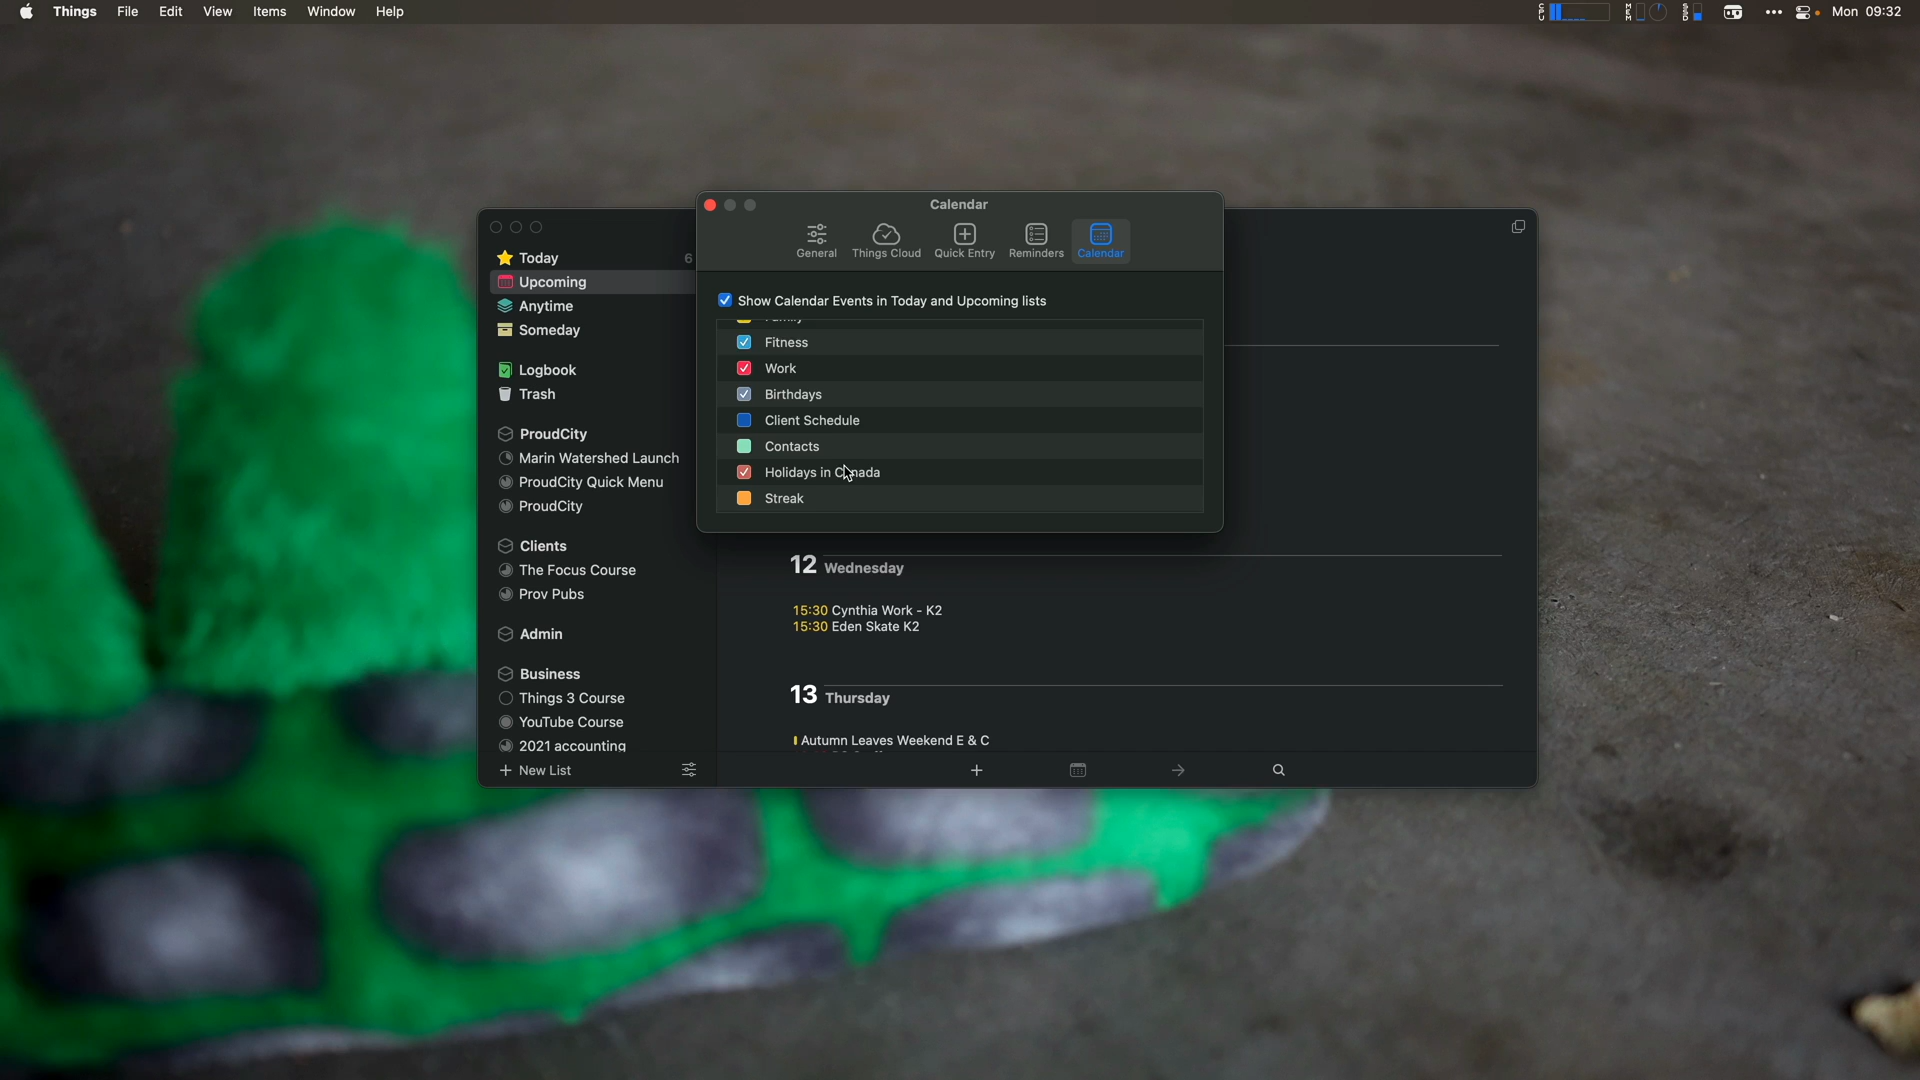 Things File Edit View Items Window Help
CPU MEM SSD Mon 09:32
Calendar
General Things Cloud Quick Entry Reminders Calendar
Show Calendar Events in Today and Upcoming lists
Family
Fitness
Work
Birthdays
Client Schedule
Contacts
Holidays in Canada
Streak
Today 6
Upcoming
Anytime
Someday
Logbook
Trash
ProudCity
Marin Watershed Launch
ProudCity Quick Menu
ProudCity
Clients
The Focus Course
Prov Pubs
Admin
Business
Things 3 Course
YouTube Course
2021 accounting
New List
12 Wednesday
15:30 Cynthia Work - K2
15:30 Eden Skate K2
13 Thursday
Autumn Leaves Weekend E & C